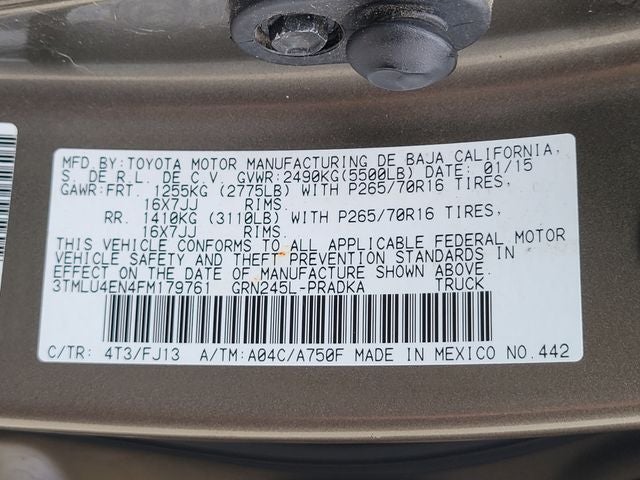 MFD.BY:TOYOTA MOTOR MANUFACTURING DE BAJA CALIFORNIA,
S. DE R.L. DE C.V. GVWR:2490KG(5500LB) DATE: 01/15
GAWR:FRT. 1255KG (2775LB) WITH P265/70R16 TIRES,
16X7JJ RIMS.
RR. 1410KG (3110LB) WITH P265/70R16 TIRES,
16X7JJ RIMS.
THIS VEHICLE CONFORMS TO ALL APPLICABLE FEDERAL MOTOR
VEHICLE SAFETY AND THEFT PREVENTION STANDARDS IN
EFFECT ON THE DATE OF MANUFACTURE SHOWN ABOVE.
3TMLU4EN4FM179761 GRN245L-PRADKA TRUCK
C/TR: 4T3/FJ13 A/TM:A04C/A750F MADE IN MEXICO NO.442